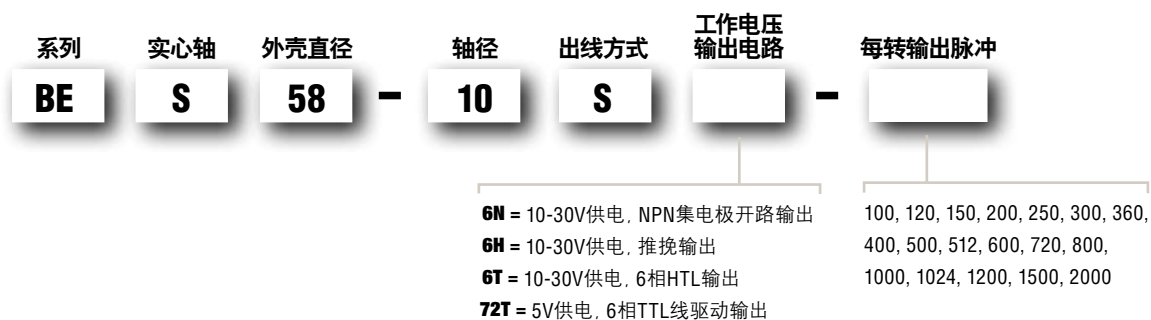 系列 实心轴 外壳直径 轴径 出线方式 工作电压
输出电路 每转输出脉冲
BE S 58 – 10 S –
6N = 10-30V供电, NPN集电极开路输出
6H = 10-30V供电, 推挽输出
6T = 10-30V供电, 6相HTL输出
72T = 5V供电, 6相TTL线驱动输出
100, 120, 150, 200, 250, 300, 360,
400, 500, 512, 600, 720, 800,
1000, 1024, 1200, 1500, 2000